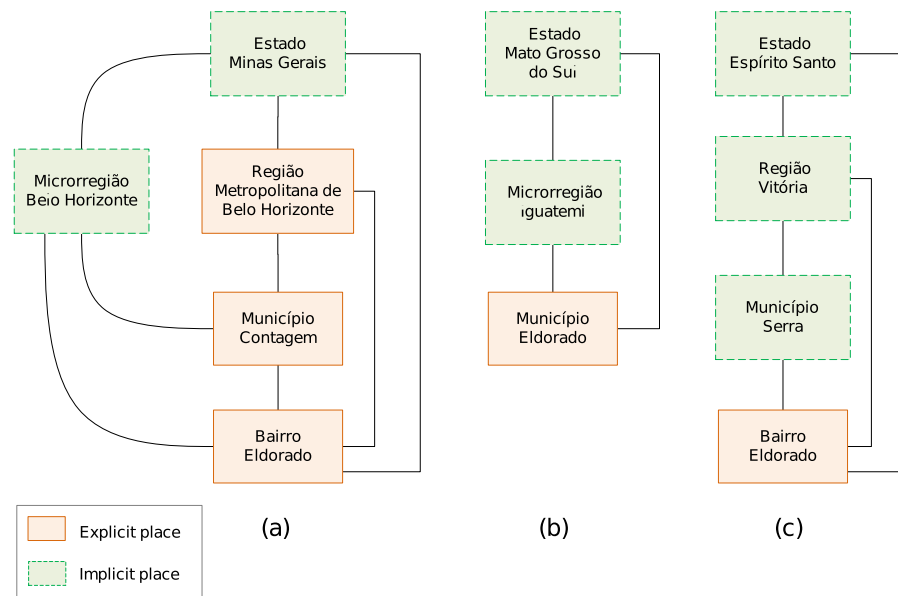 Estado
Minas Gerais
Microrregião
Belo Horizonte
Região
Metropolitana de
Belo Horizonte
Município
Contagem
Bairro
Eldorado
(a)
Estado
Mato Grosso
do Sul
Microrregião
Iguatemi
Município
Eldorado
(b)
Estado
Espírito Santo
Região
Vitória
Município
Serra
Bairro
Eldorado
(c)
Explicit place
Implicit place